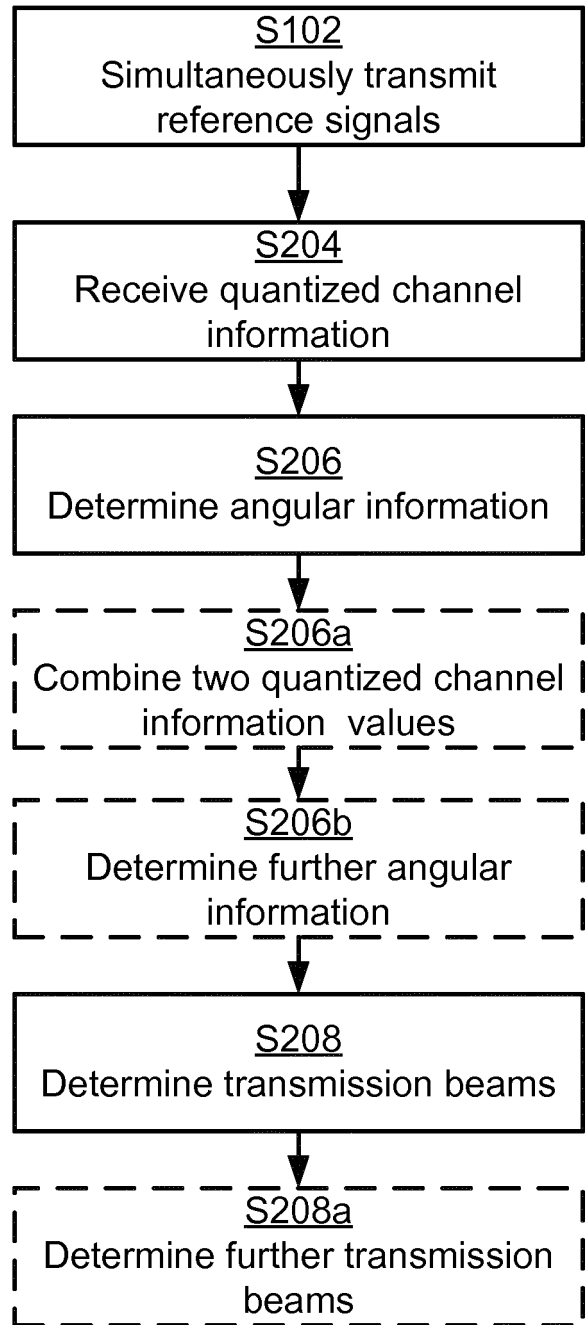 S102
Simultaneously transmit
reference signals
S204
Receive quantized channel
information
S206
Determine angular information
S206a
Combine two quantized channel
information values
S206b
Determine further angular
information
S208
Determine transmission beams
S208a
Determine further transmission
beams